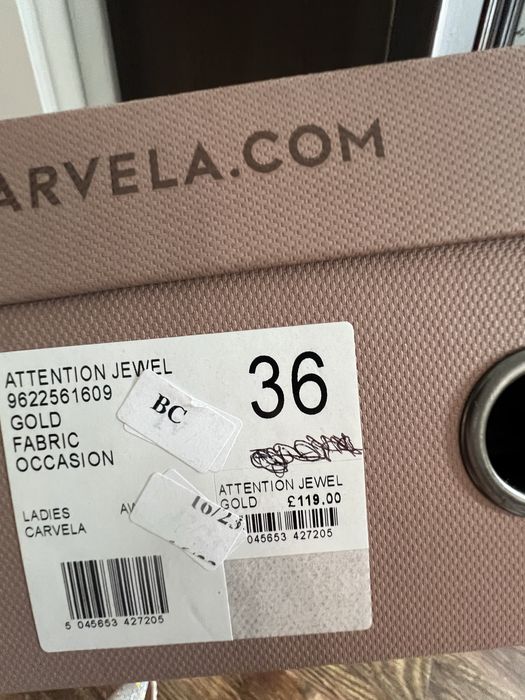 ARVELA.COM
ATTENTION JEWEL
9622561609
GOLD
FABRIC
OCCASION
36
BC
LADIES
CARVELA
AW
10/23
ATTENTION JEWEL
GOLD £119.00
045653 427205
5 045653 427205